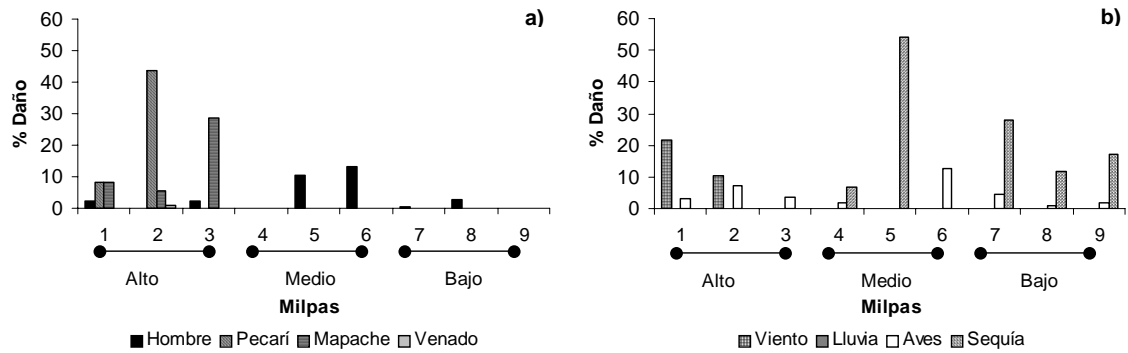 a)
% Daño
60
50
40
30
20
10
0
1 2 3 4 5 6 7 8 9
Alto Medio Bajo
Milpas
Hombre Pecarí Mapache Venado
b)
% Daño
60
50
40
30
20
10
0
1 2 3 4 5 6 7 8 9
Alto Medio Bajo
Milpas
Viento Lluvia Aves Sequía